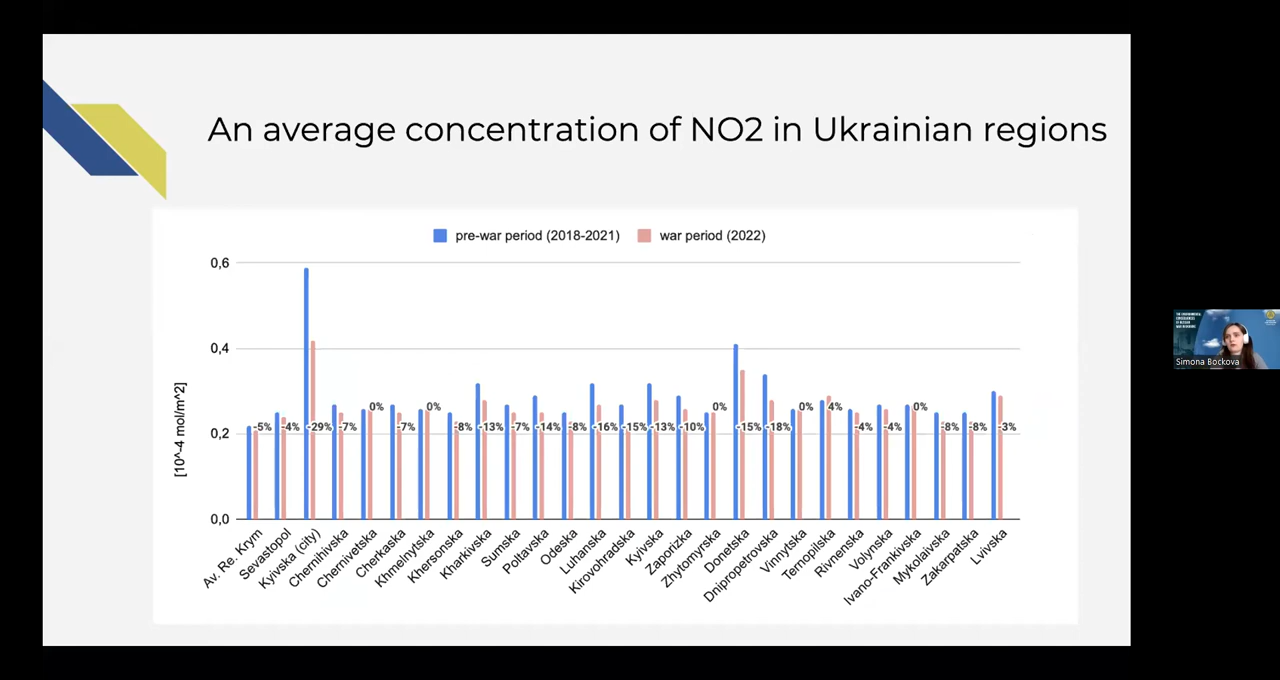 An average concentration of NO2 in Ukrainian regions
pre-war period (2018-2021) war period (2022)
[10^-4 mol/m^2]
0,6
0,4
0,2
0,0
-5% -4% -29% -7% 0% -7% 0% -8% -13% -7% -14% -8% -16% -15% -13% -10% 0% -15% -18% 0% 4% -4% -4% 0% -8% -8% -3%
Av. Re. Krym
Sevastopol
Kyivska (city)
Chernihivska
Chernivetska
Cherkaska
Khmelnytska
Khersonska
Kharkivska
Sumska
Poltavska
Odeska
Luhanska
Kirovohradska
Kyivska
Zaporizka
Zhytomyrska
Donetska
Dnipropetrovska
Vinnytska
Ternopilska
Rivnenska
Volynska
Ivano-Frankivska
Mykolaivska
Zakarpatska
Lvivska
Simona Bockova